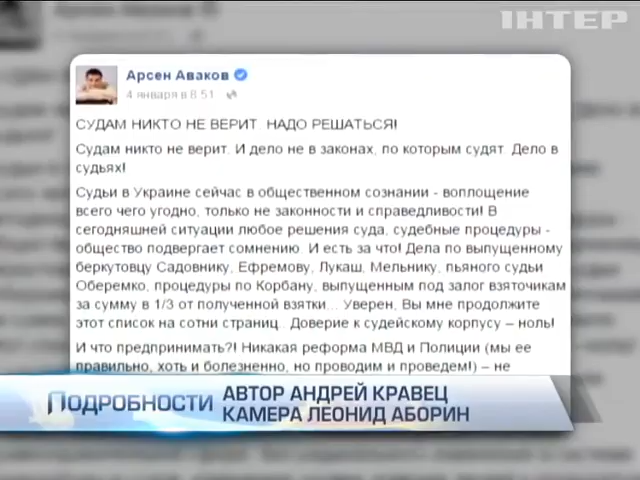 ІНТЕР
Арсен Аваков
4 января в 8:51
СУДАМ НИКТО НЕ ВЕРИТ. НАДО РЕШАТЬСЯ!
Судам никто не верит. И дело не в законах, по которым судят. Дело в
судьях!
Судьи в Украине сейчас в общественном сознании - воплощение
всего чего угодно, только не законности и справедливости! В
сегодняшней ситуации любое решения суда, судебные процедуры -
общество подвергает сомнению. И есть за что! Дела по выпущенному
беркутовцу Садовнику, Ефремову, Лукаш, Мельнику, пьяного судьи
Оберемко, процедуры по Корбану, выпущенным под залог взяточникам
за сумму в 1/3 от полученной взятки... Уверен, Вы мне продолжите
этот список на сотни страниц.. Доверие к судейскому корпусу – ноль!
И что предпринимать?! Никакая реформа МВД и Полиции (мы ее
правильно, хоть и болезненно, но проводим и проведем!) – не
ПОДРОБНОСТИ
АВТОР АНДРЕЙ КРАВЕЦ
КАМЕРА ЛЕОНИД АБОРИН